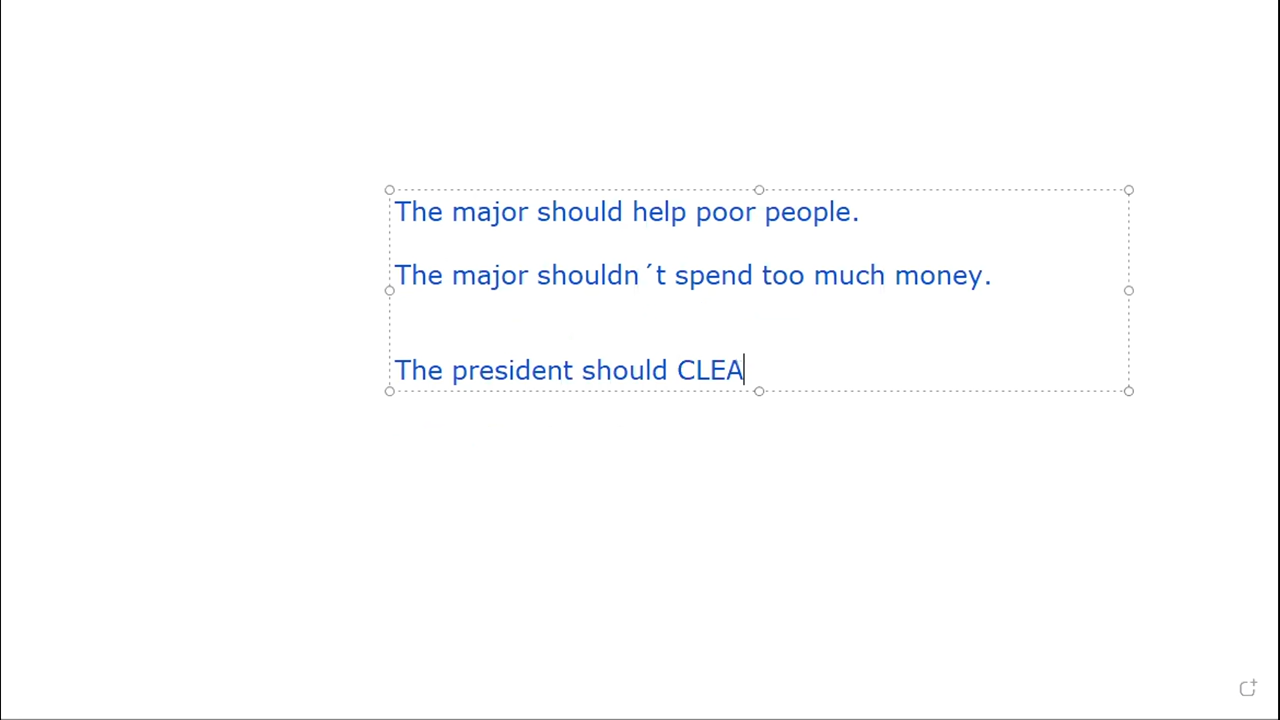 The major should help poor people.
The major shouldn´t spend too much money.
The president should CLEA